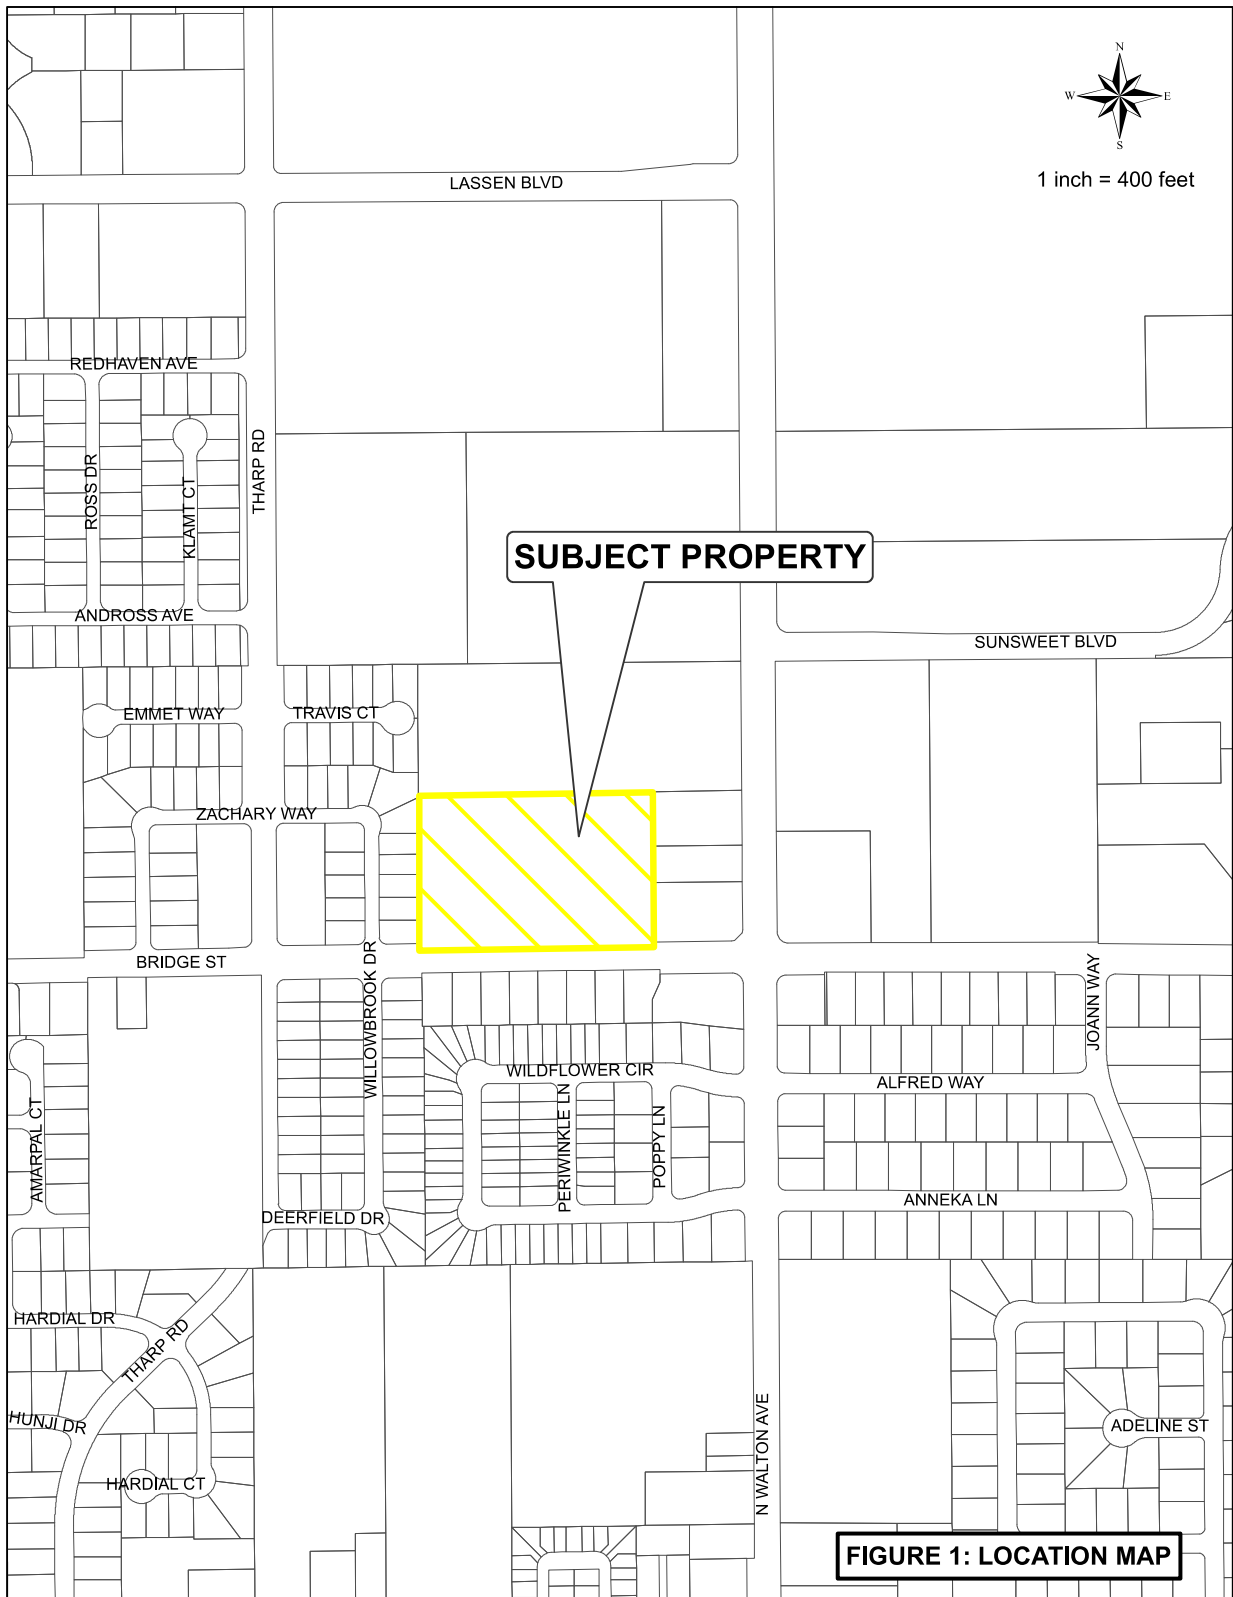 N
W
E
S
1 inch = 400 feet
LASSEN BLVD
REDHAVEN AVE
THARP RD
ROSS DR
KLAMT CT
SUBJECT PROPERTY
ANDROSS AVE
SUNSWEET BLVD
EMMET WAY
TRAVIS CT
ZACHARY WAY
BRIDGE ST
WILLOWBROOK DR
JOANN WAY
WILDFLOWER CIR
ALFRED WAY
AMARPAL CT
PERIWINKLE LN
POPPY LN
ANNEKA LN
DEERFIELD DR
HARDIAL DR
THARP RD
HUNJI DR
N WALTON AVE
ADELINE ST
HARDIAL CT
FIGURE 1: LOCATION MAP